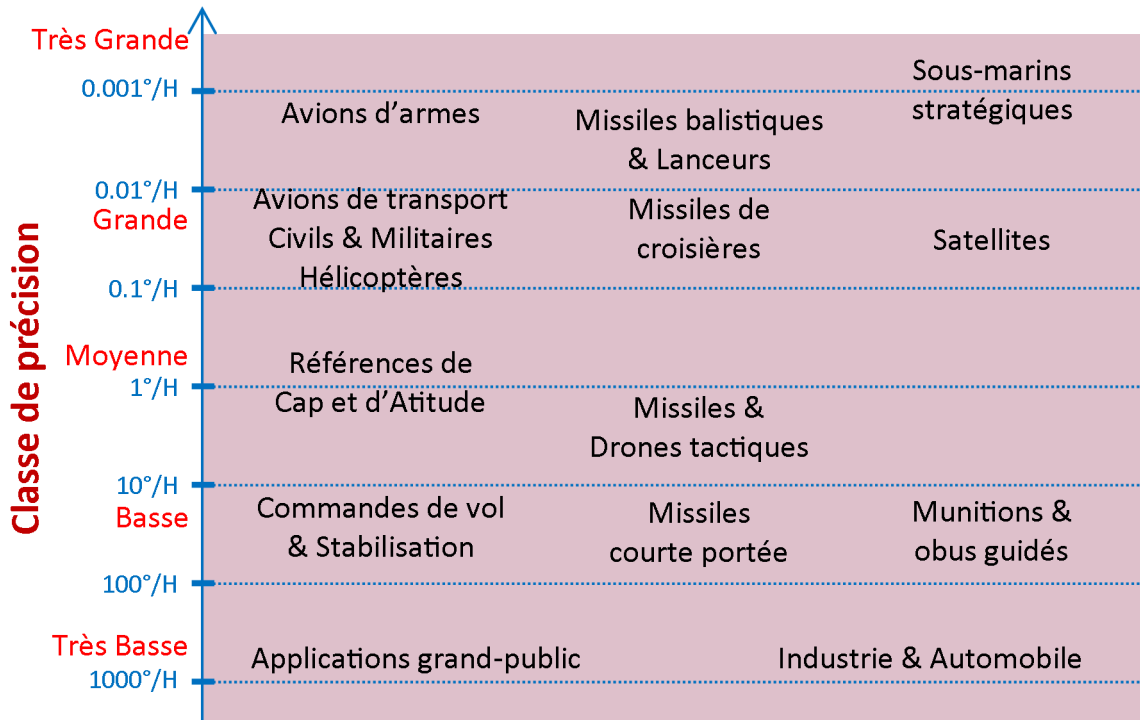 Très Grande
0.001°/H
Sous-marins
stratégiques
Avions d'armes
Missiles balistiques
& Lanceurs
0.01°/H
Grande
Avions de transport
Civils & Militaires
Hélicoptères
Missiles de
croisières
Satellites
0.1°/H
Classe de précision
Moyenne
1°/H
Références de
Cap et d'Atitude
Missiles &
Drones tactiques
10°/H
Basse
Commandes de vol
& Stabilisation
Missiles
courte portée
Munitions &
obus guidés
100°/H
Très Basse
Applications grand-public
Industrie & Automobile
1000°/H